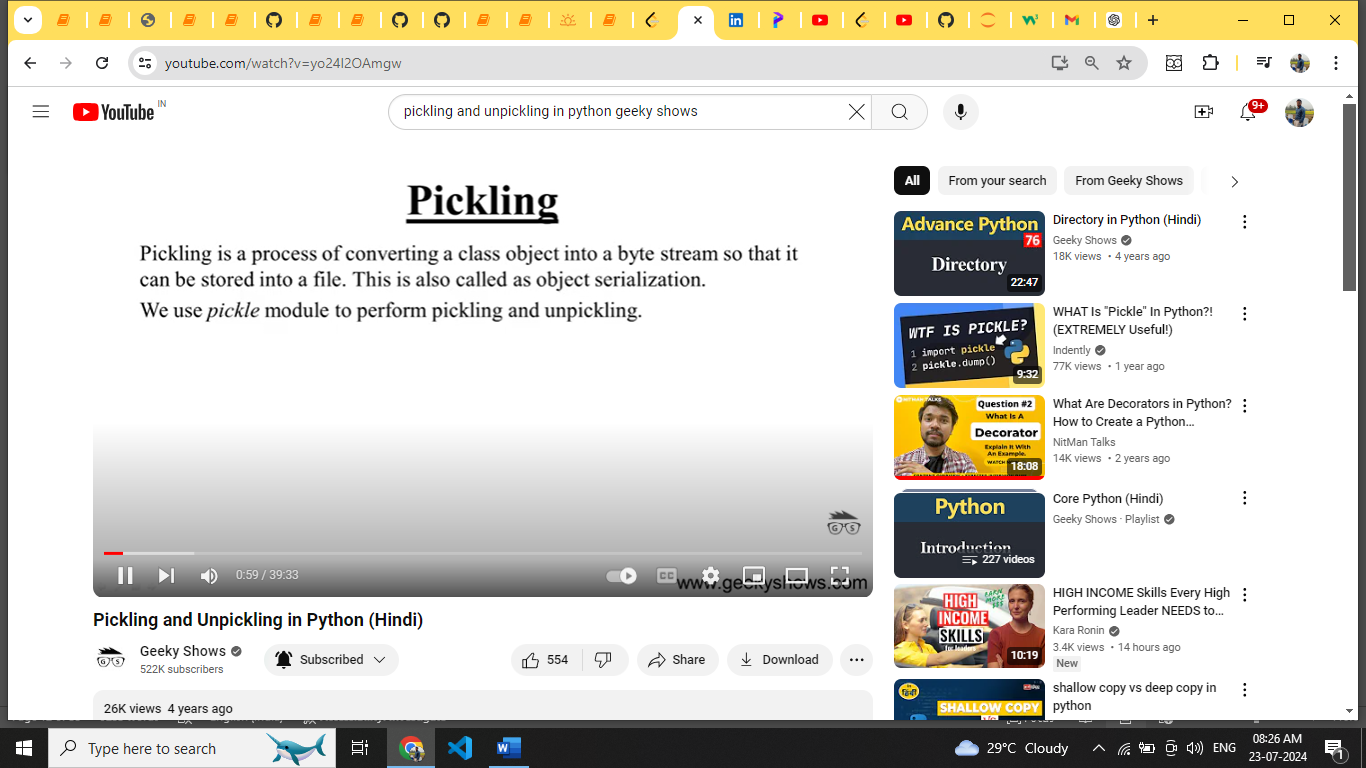 youtube.com/watch?v=yo24I2OAmgw
YouTube IN
pickling and unpickling in python geeky shows
9+
Pickling
Pickling is a process of converting a class object into a byte stream so that it
can be stored into a file. This is also called as object serialization.
We use pickle module to perform pickling and unpickling.
GS
0:59 / 39:33
CC
www.geekyshows.com
Pickling and Unpickling in Python (Hindi)
Geeky Shows
522K subscribers
Subscribed
554
Share
Download
26K views 4 years ago
All
From your search
From Geeky Shows
Advance Python
76
Directory
22:47
Directory in Python (Hindi)
Geeky Shows
18K views • 4 years ago
WTF IS PICKLE?
1 import pickle
2 pickle.dump()
9:32
WHAT Is "Pickle" In Python?!
(EXTREMELY Useful!)
Indently
77K views • 1 year ago
Question #2
What Is A
Decorator
Explain It With
An Example.
18:08
What Are Decorators in Python?
How to Create a Python...
NitMan Talks
14K views • 2 years ago
Python
Introduction
227 videos
Core Python (Hindi)
Geeky Shows · Playlist
HIGH
INCOME
SKILLS
for leaders
EARN
MORE
10:19
HIGH INCOME Skills Every High
Performing Leader NEEDS to...
Kara Ronin
3.4K views • 14 hours ago
New
SHALLOW COPY
shallow copy vs deep copy in
python
Type here to search
29°C Cloudy
ENG
08:26 AM
23-07-2024
1